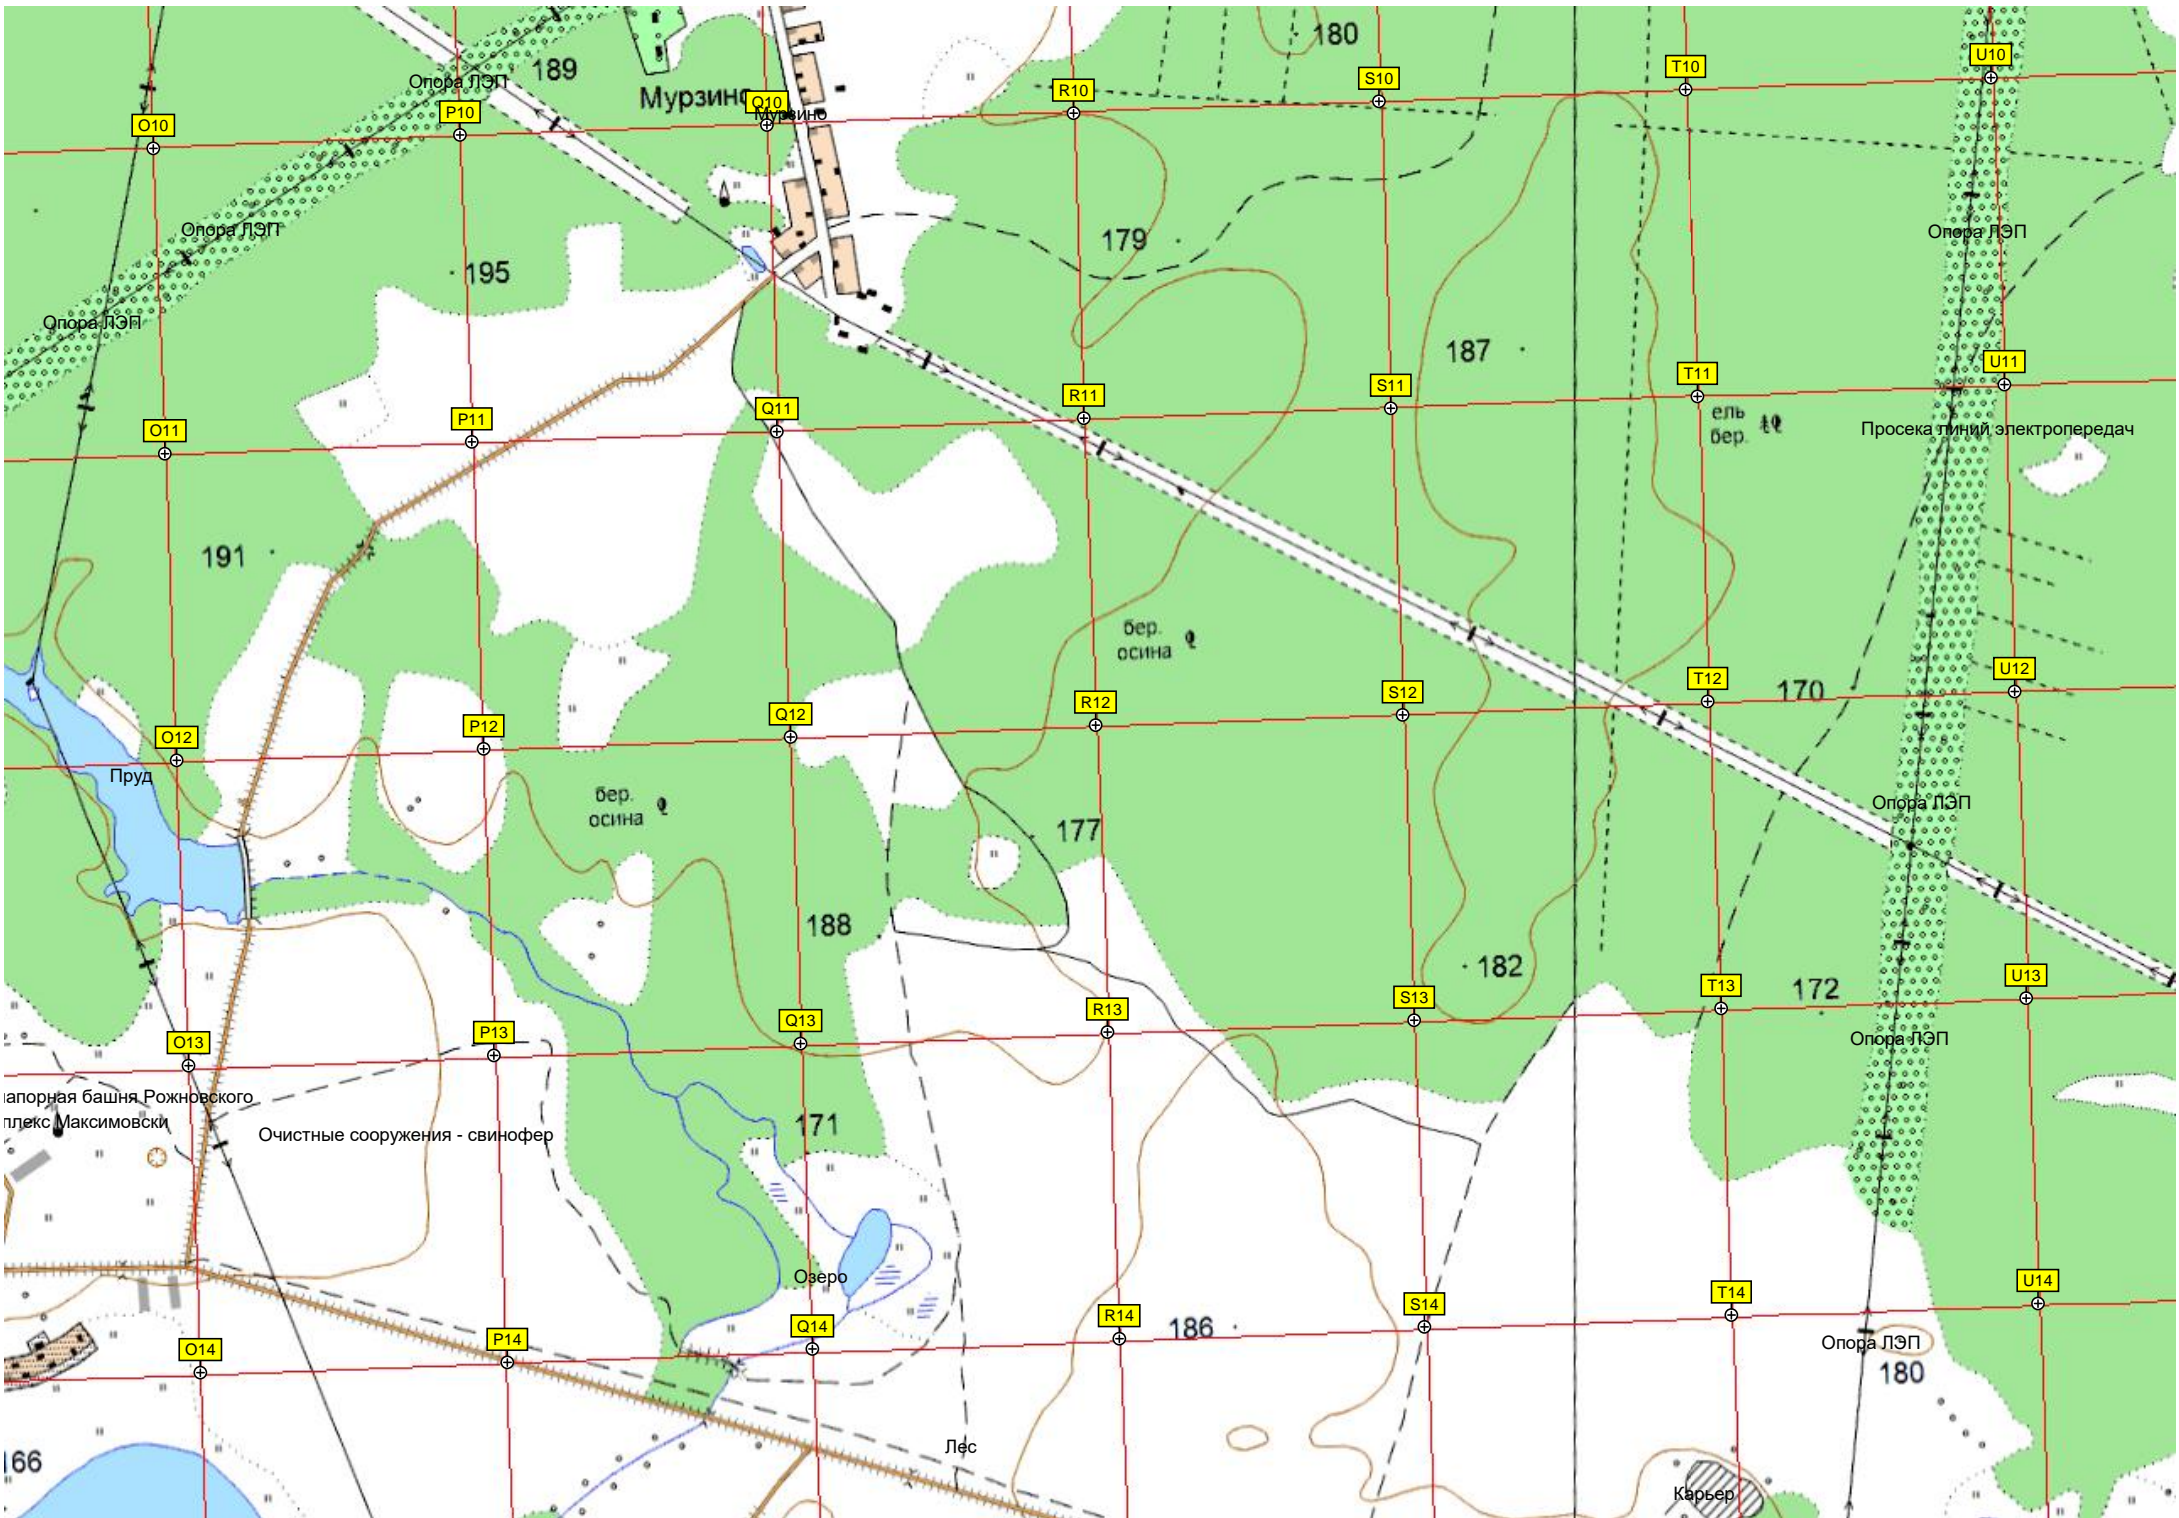 180
U10
T10
189
Опора ЛЭП
S10
R10
Мурзино
Q10
Мурзино
P10
O10
Опора ЛЭП
179
Опора ЛЭП
195
Опора ЛЭП
187
U11
T11
S11
R11
ель
бер.
Q11
P11
O11
Просека линий электропередач
191
бер.
осина
U12
T12
170
S12
R12
Q12
P12
O12
Пруд
бер.
осина
Опора ЛЭП
177
188
182
U13
T13
172
S13
R13
Q13
P13
O13
Опора ЛЭП
напорная башня Рожновского
плекс Максимовски
171
Очистные сооружения - свинофер
Озеро
U14
T14
S14
R14
186
Q14
P14
O14
Опора ЛЭП
180
Лес
166
Карьер